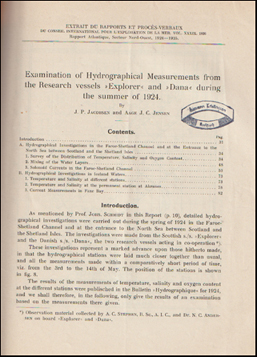 EXTRAIT DE RAPPORTS ET PROCÈS-VERBAUX
DU CONSEIL INTERNATIONAL POUR L'EXPLORATION DE LA MER VOL.
Rapport Atlantique,
Examination of Hydrographical Measurements from
the Research vessels »Explorer« and »Dana« during
the summer of 1924.
By
J. P. JACOBSEN and AAGE J. C. JENSEN
Contents.
Page
Introduction
A. Hydrographical Investigations in the Faroe-Shetland Channel and at the Entrance to the
North Sea between Scotland and the Shetland Isles
1. Survey of the Distribution of Temperature, Salinity and Oxygen Content
2. Mixing of the Water Layers
3. Solenoid Currents in the Faroe-Shetland Channel
B. Hydrographical Investigations in Iceland Waters
1. Temperature and Salinity at different stations
2. Temperature and Salinity at the permanent station
3. Current Measurements in Faxe Bay
Introduction.
As mentioned by Prof. JOHS. SCHMIDT in this Report (p. 10), detailed hydro-
graphical investigations were carried out during the spring of 1924 in the Faroe-
Shetland Channel and at the entrance to the North Sea between Scotland and
the Shetland Isles. The investigations were made from the Scottish s/s: »Explorer«
and the Danish s.s. »Dana«, the two research vessels acting in co-operation*).
These investigations represent a marked advance upon those hitherto made,
in that the hydrographical stations were laid much closer together than usual,
and all the measurements made within a comparatively short period of time,
viz. from the 3rd to the 14th of May. The position of the stations is shown
in fig. 8.
The results of the measurements of temperature, salinity and oxygen content
at the different stations were published in the Bulletin »Hydrographique« for 1924,
and we shall therefore, in the following, only give the results of an examination
based on the measurements there given.
*) Observation material collected by A. C.
on board »Explorer« and »Dana«.